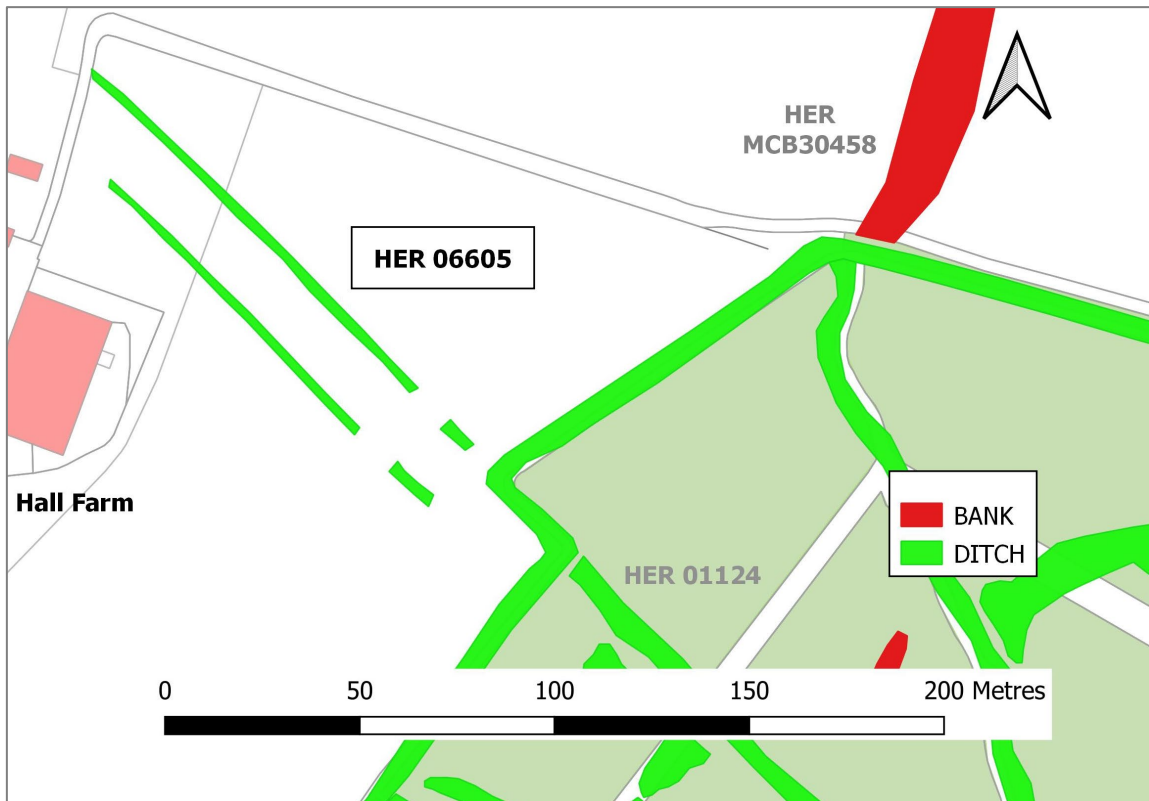 HER
MCB30458
HER 06605
Hall Farm
BANK
DITCH
HER 01124
0 50 100 150 200 Metres